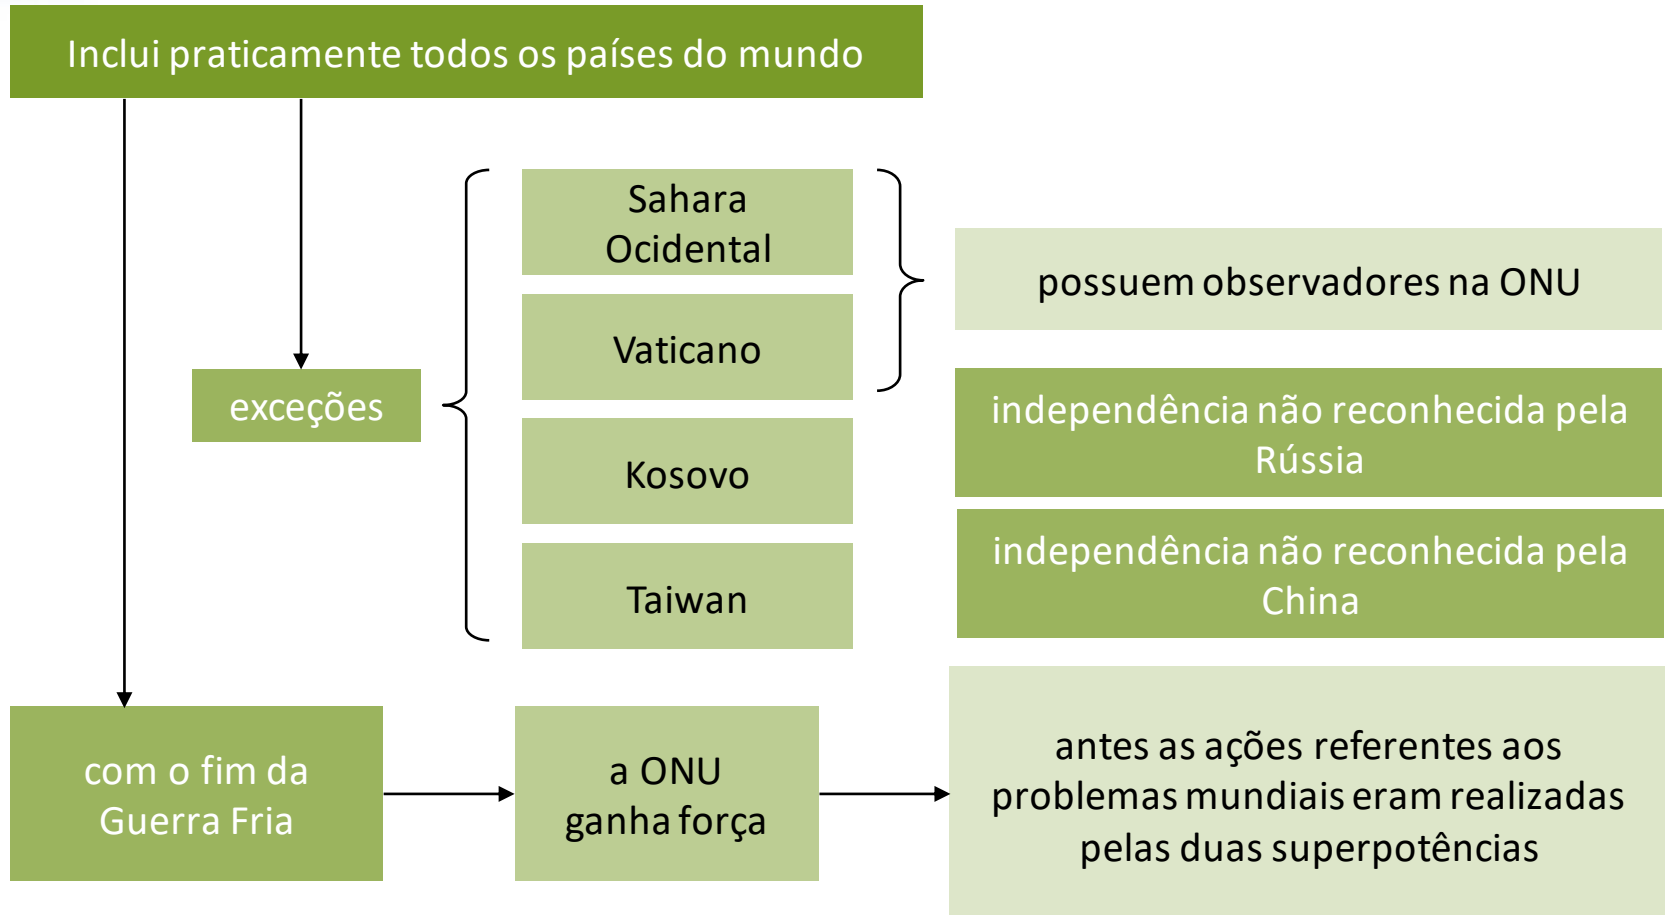 Inclui praticamente todos os países do mundo
exceções
Sahara
Ocidental
Vaticano
Kosovo
Taiwan
possuem observadores na ONU
independência não reconhecida pela
Rússia
independência não reconhecida pela
China
com o fim da
Guerra Fria
a ONU
ganha força
antes as ações referentes aos
problemas mundiais eram realizadas
pelas duas superpotências